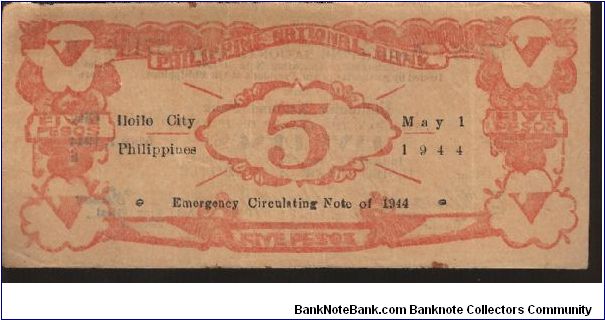 PHILIPPINE NATIONAL BANK
FIVE PESOS
FIVE PESOS
Iloilo City
Philippines
5
May 1
1944
Emergency Circulating Note of 1944
FIVE PESOS
BankNoteBank.com Banknote Collectors Community